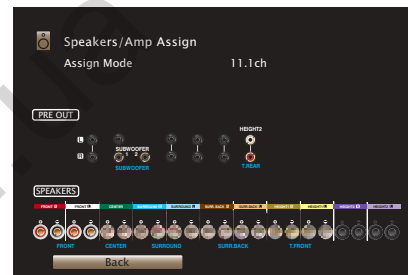 Speakers/Amp Assign
Assign Mode 11.1ch
PRE OUT
HEIGHT2
L
SUBWOOFER
1 2
R
SUBWOOFER
T.REAR
SPEAKERS
FRONT R FRONT L CENTER SURROUND R SURROUND L SURR. BACK R SURR. BACK L HEIGHT1 R HEIGHT1 L HEIGHT2 R HEIGHT2 L
FRONT CENTER SURROUND SURR.BACK T.FRONT
Back